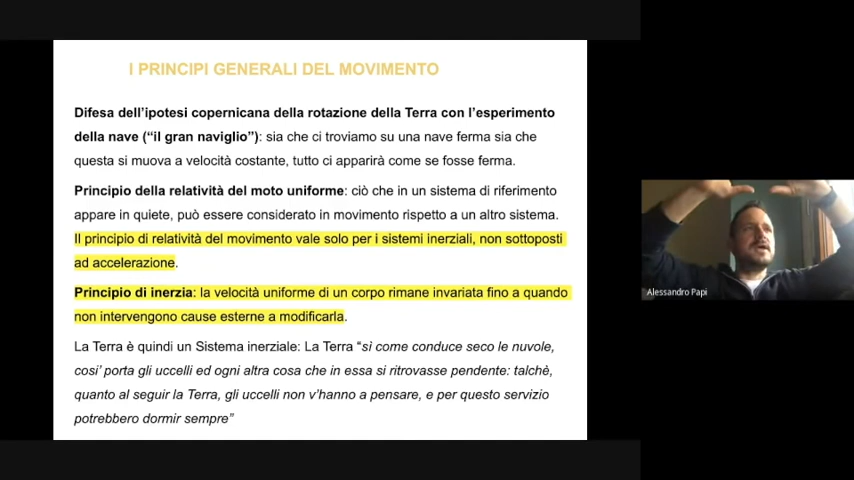 I PRINCIPI GENERALI DEL MOVIMENTO
Difesa dell'ipotesi copernicana della rotazione della Terra con l'esperimento
della nave ("il gran naviglio"): sia che ci troviamo su una nave ferma sia che
questa si muova a velocità costante, tutto ci apparirà come se fosse ferma.
Principio della relatività del moto uniforme: ciò che in un sistema di riferimento
appare in quiete, può essere considerato in movimento rispetto a un altro sistema.
Il principio di relatività del movimento vale solo per i sistemi inerziali, non sottoposti
ad accelerazione.
Principio di inerzia: la velocità uniforme di un corpo rimane invariata fino a quando
non intervengono cause esterne a modificarla.
La Terra è quindi un Sistema inerziale: La Terra "sì come conduce seco le nuvole,
cosi' porta gli uccelli ed ogni altra cosa che in essa si ritrovasse pendente: talchè,
quanto al seguir la Terra, gli uccelli non v'hanno a pensare, e per questo servizio
potrebbero dormir sempre"
Alessandro Papi